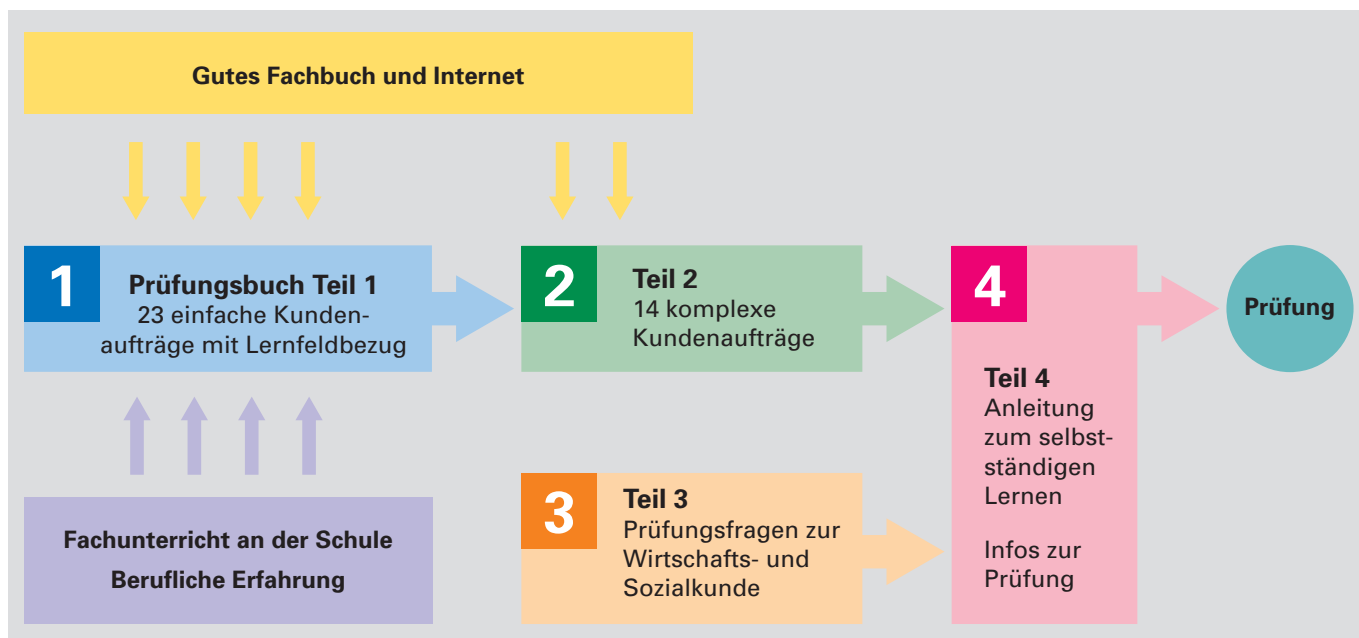 Gutes Fachbuch und Internet
1
Prüfungsbuch Teil 1
23 einfache Kunden-
aufträge mit Lernfeldbezug
2
Teil 2
14 komplexe
Kundenaufträge
4
Teil 4
Anleitung
zum selbst-
ständigen
Lernen
Infos zur
Prüfung
Prüfung
Fachunterricht an der Schule
Berufliche Erfahrung
3
Teil 3
Prüfungsfragen zur
Wirtschafts- und
Sozialkunde